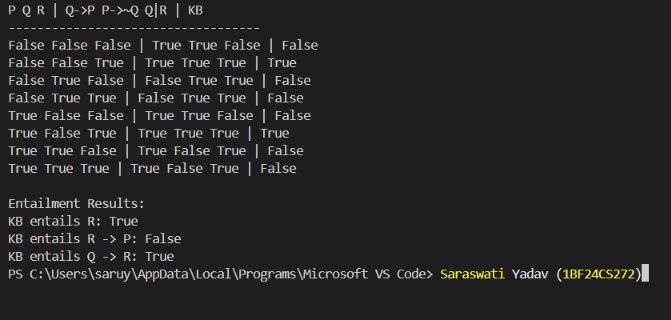 P Q R | Q->P P->~Q Q|R | KB
-----------------------------------
False False False | True True False | False
False False True | True True True | True
False True False | False True True | False
False True True | False True True | False
True False False | True True False | False
True False True | True True True | True
True True False | True False True | False
True True True | True False True | False
Entailment Results:
KB entails R: True
KB entails R -> P: False
KB entails Q -> R: True
PS C:\Users\saruy\AppData\Local\Programs\Microsoft VS Code> Saraswati Yadav (1BF24CS272)